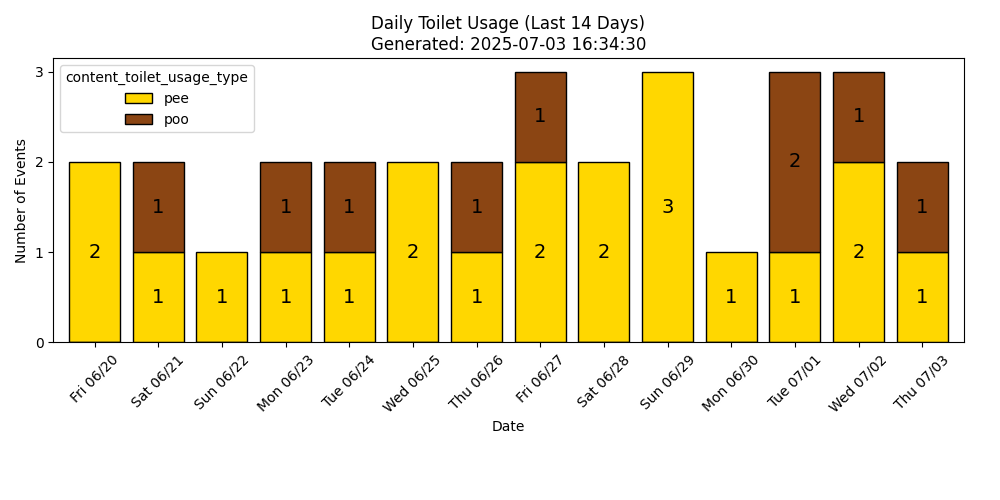 Daily Toilet Usage (Last 14 Days)
Generated: 2025-07-03 16:34:30
content_toilet_usage_type
pee
poo
Number of Events
3
2
1
0
2
1
1
1
1
1
1
1
2
1
1
1
2
2
3
1
2
1
1
2
1
1
Fri 06/20
Sat 06/21
Sun 06/22
Mon 06/23
Tue 06/24
Wed 06/25
Thu 06/26
Fri 06/27
Sat 06/28
Sun 06/29
Mon 06/30
Tue 07/01
Wed 07/02
Thu 07/03
Date